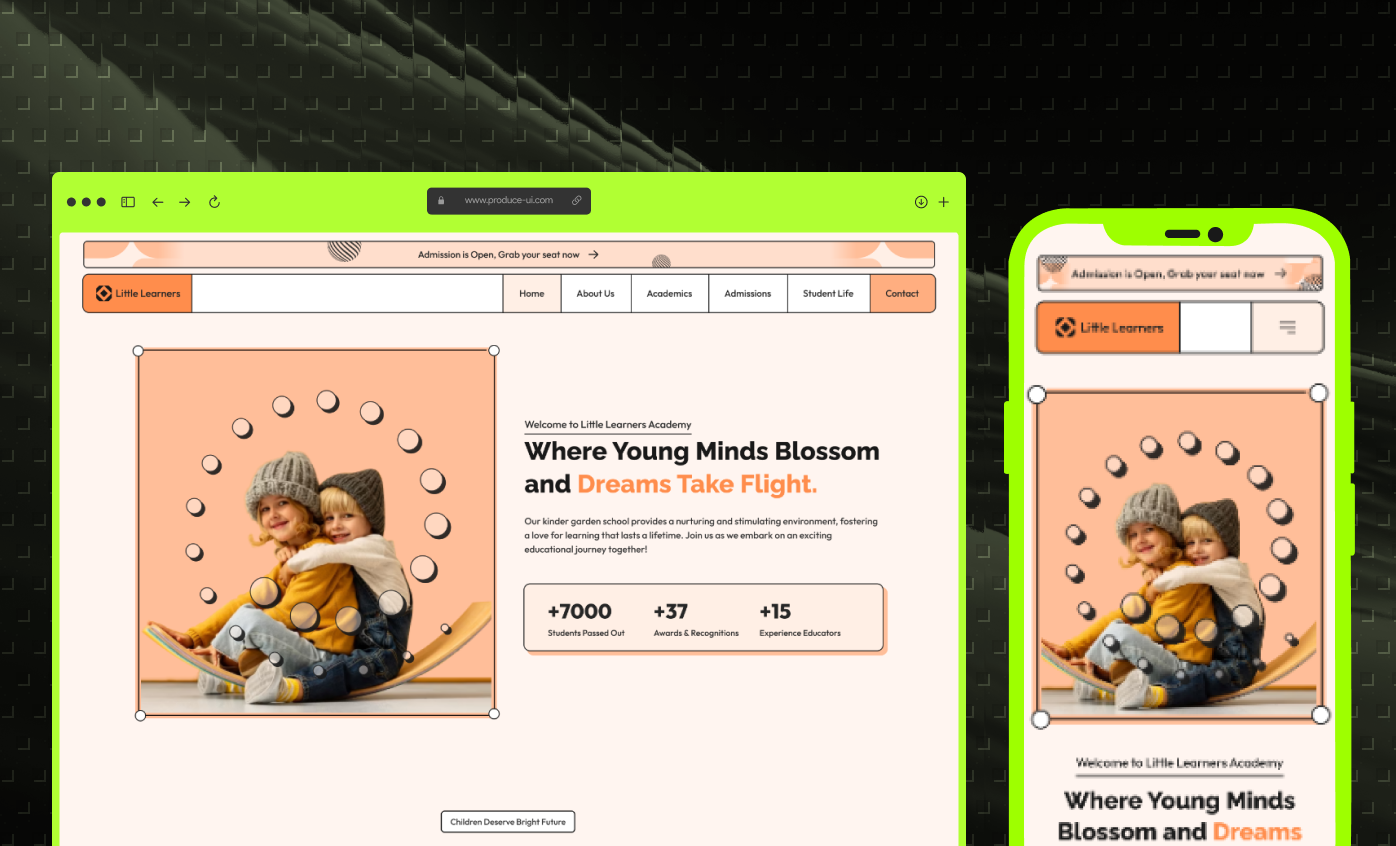 www.produce-ui.com
Admission is Open, Grab your seat now
Little Learners
Home
About Us
Academics
Admissions
Student Life
Contact
Welcome to Little Learners Academy
Where Young Minds Blossom
and Dreams Take Flight.
Our kinder garden school provides a nurturing and stimulating environment, fostering
a love for learning that lasts a lifetime. Join us as we embark on an exciting
educational journey together!
+7000
Students Passed Out
+37
Awards & Recognitions
+15
Experience Educators
Children Deserve Bright Future
Admission is Open, Grab your seat now
Little Learners
Welcome to Little Learners Academy
Where Young Minds
Blossom and Dreams